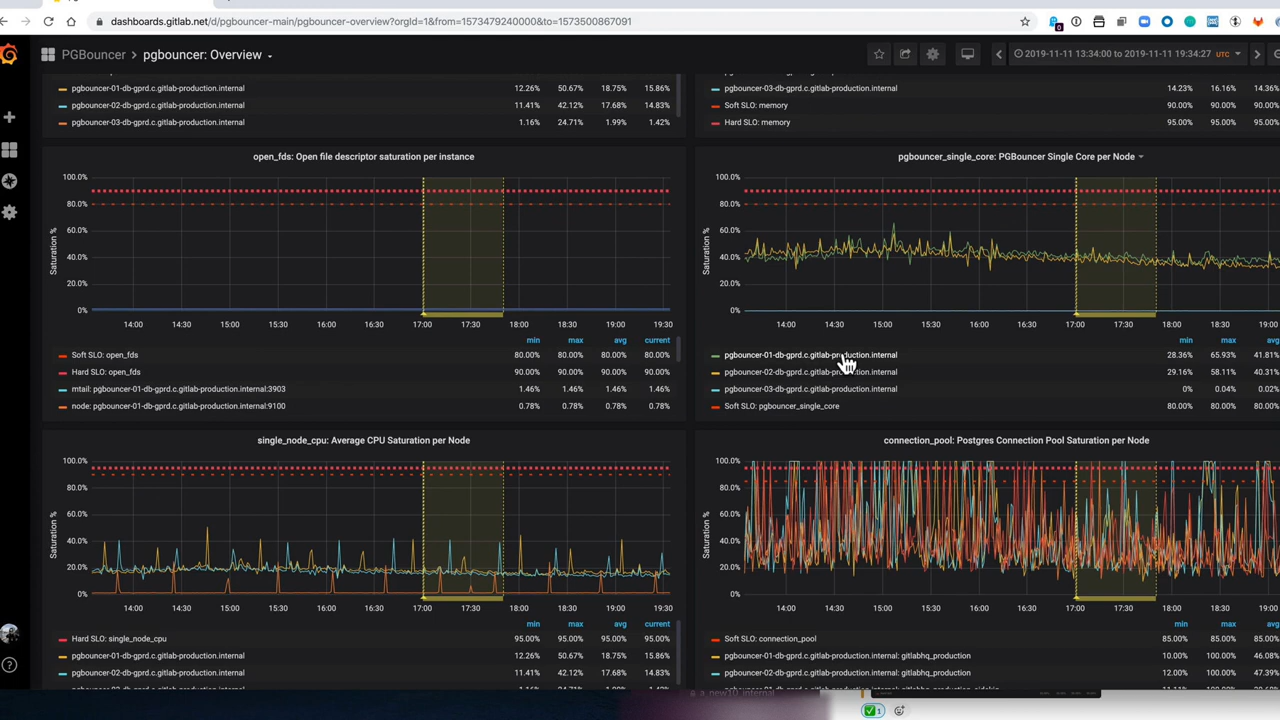 dashboards.gitlab.net/d/pgbouncer-main/pgbouncer-overview?orgId=1&from=1573479240000&to=1573500867091
PGBouncer > pgbouncer: Overview
2019-11-11 13:34:00 to 2019-11-11 19:34:27 UTC
pgbouncer-01-db-gprd.c.gitlab-production.internal 12.26% 50.67% 18.75% 15.86%
pgbouncer-02-db-gprd.c.gitlab-production.internal 11.41% 42.12% 17.68% 14.83%
pgbouncer-03-db-gprd.c.gitlab-production.internal 1.16% 24.71% 1.99% 1.42%
pgbouncer-03-db-gprd.c.gitlab-production.internal 14.23% 16.16% 14.36%
Soft SLO: memory 90.00% 90.00% 90.00%
Hard SLO: memory 95.00% 95.00% 95.00%
open_fds: Open file descriptor saturation per instance
Saturation %
100.0%
80.0%
60.0%
40.0%
20.0%
0%
14:00 14:30 15:00 15:30 16:00 16:30 17:00 17:30 18:00 18:30 19:00 19:30
min max avg current
Soft SLO: open_fds 80.00% 80.00% 80.00% 80.00%
Hard SLO: open_fds 90.00% 90.00% 90.00% 90.00%
mtail: pgbouncer-01-db-gprd.c.gitlab-production.internal:3903 1.46% 1.46% 1.46% 1.46%
node: pgbouncer-01-db-gprd.c.gitlab-production.internal:9100 0.78% 0.78% 0.78% 0.78%
pgbouncer_single_core: PGBouncer Single Core per Node
Saturation %
100.0%
80.0%
60.0%
40.0%
20.0%
0%
14:00 14:30 15:00 15:30 16:00 16:30 17:00 17:30 18:00 18:30 19:00
min max avg
pgbouncer-01-db-gprd.c.gitlab-production.internal 28.36% 65.93% 41.81%
pgbouncer-02-db-gprd.c.gitlab-production.internal 29.16% 58.11% 40.31%
pgbouncer-03-db-gprd.c.gitlab-production.internal 0% 0.04% 0.02%
Soft SLO: pgbouncer_single_core 80.00% 80.00% 80.00%
single_node_cpu: Average CPU Saturation per Node
Saturation %
100.0%
80.0%
60.0%
40.0%
20.0%
0%
14:00 14:30 15:00 15:30 16:00 16:30 17:00 17:30 18:00 18:30 19:00 19:30
min max avg current
Hard SLO: single_node_cpu 95.00% 95.00% 95.00% 95.00%
pgbouncer-01-db-gprd.c.gitlab-production.internal 12.26% 50.67% 18.75% 15.86%
pgbouncer-02-db-gprd.c.gitlab-production.internal 11.41% 42.12% 17.68% 14.83%
connection_pool: Postgres Connection Pool Saturation per Node
Saturation %
100.0%
80.0%
60.0%
40.0%
20.0%
0%
14:00 14:30 15:00 15:30 16:00 16:30 17:00 17:30 18:00 18:30 19:00
min max avg
Soft SLO: connection_pool 85.00% 85.00% 85.00%
pgbouncer-01-db-gprd.c.gitlab-production.internal: gitlabhq_production 10.00% 100.00% 46.08%
pgbouncer-02-db-gprd.c.gitlab-production.internal: gitlabhq_production 12.00% 100.00% 47.29%
1